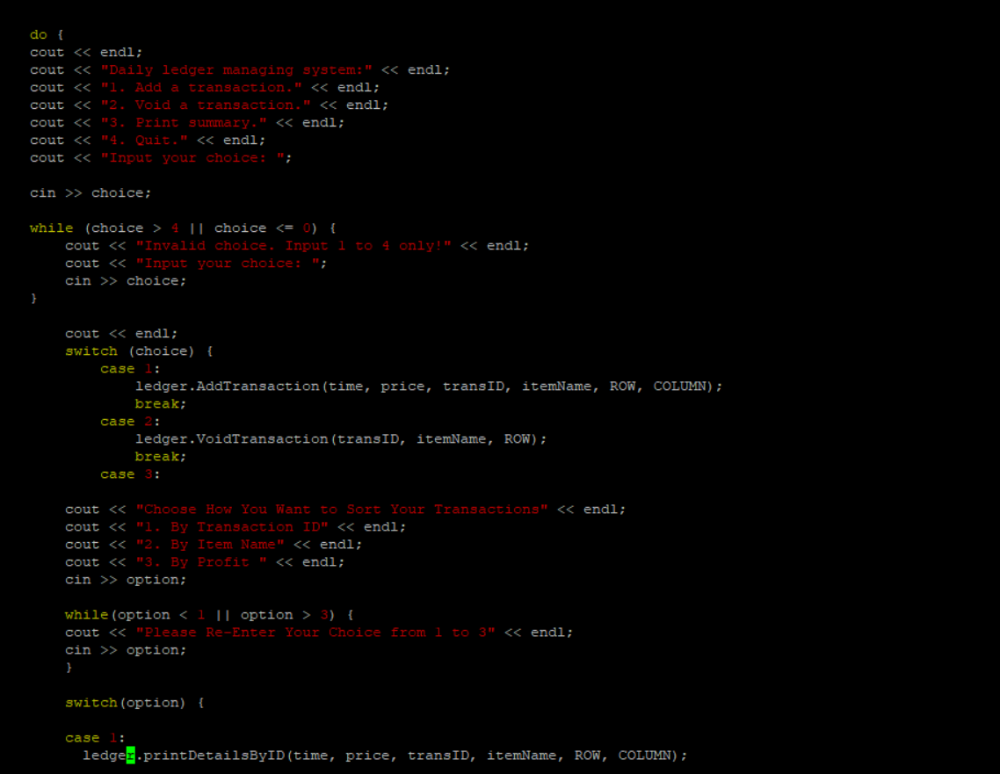 do {
cout << endl;
cout << "Daily ledger managing system:" << endl;
cout << "1. Add a transaction." << endl;
cout << "2. Void a transaction." << endl;
cout << "3. Print summary." << endl;
cout << "4. Quit." << endl;
cout << "Input your choice: ";
cin >> choice;
while (choice > 4 || choice <= 0) {
cout << "Invalid choice. Input 1 to 4 only!" << endl;
cout << "Input your choice: ";
cin >> choice;
}
cout << endl;
switch (choice) {
case 1:
ledger.AddTransaction(time, price, transID, itemName, ROW, COLUMN);
break;
case 2:
ledger.VoidTransaction(transID, itemName, ROW);
break;
case 3:
cout << "Choose How You Want to Sort Your Transactions" << endl;
cout << "1. By Transaction ID" << endl;
cout << "2. By Item Name" << endl;
cout << "3. By Profit " << endl;
cin >> option;
while(option < 1 || option > 3) {
cout << "Please Re-Enter Your Choice from 1 to 3" << endl;
cin >> option;
}
switch(option) {
case 1:
ledger.printDetailsByID(time, price, transID, itemName, ROW, COLUMN);